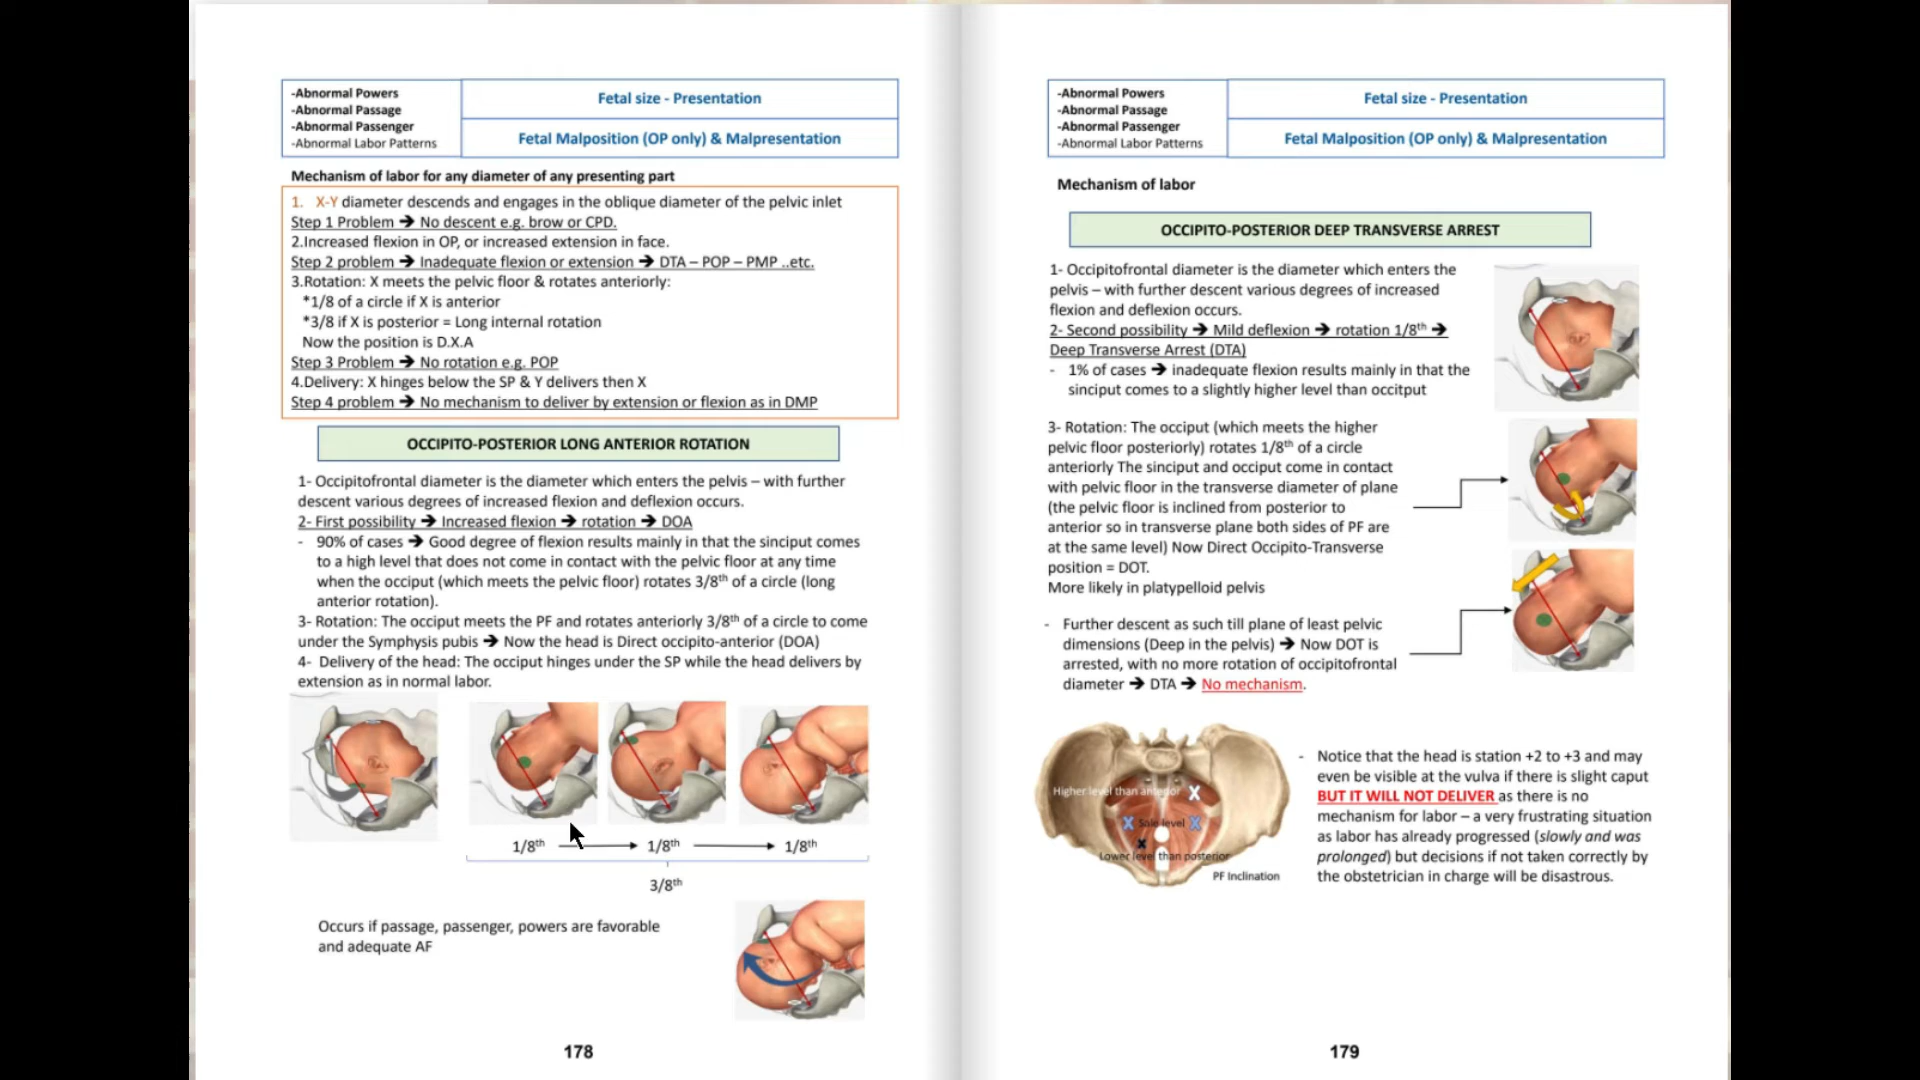 -Abnormal Powers
-Abnormal Passage
-Abnormal Passenger
-Abnormal Labor Patterns
Fetal size - Presentation
Fetal Malposition (OP only) & Malpresentation
Mechanism of labor for any diameter of any presenting part
1. X-Y diameter descends and engages in the oblique diameter of the pelvic inlet
Step 1 Problem ➔ No descent e.g. brow or CPD.
2.Increased flexion in OP, or increased extension in face.
Step 2 problem ➔ Inadequate flexion or extension ➔ DTA – POP – PMP ..etc.
3.Rotation: X meets the pelvic floor & rotates anteriorly:
*1/8 of a circle if X is anterior
*3/8 if X is posterior = Long internal rotation
Now the position is D.X.A
Step 3 Problem ➔ No rotation e.g. POP
4.Delivery: X hinges below the SP & Y delivers then X
Step 4 problem ➔ No mechanism to deliver by extension or flexion as in DMP
OCCIPITO-POSTERIOR LONG ANTERIOR ROTATION
1- Occipitofrontal diameter is the diameter which enters the pelvis – with further
descent various degrees of increased flexion and deflexion occurs.
2- First possibility ➔ Increased flexion ➔ rotation ➔ DOA
- 90% of cases ➔ Good degree of flexion results mainly in that the sinciput comes
to a high level that does not come in contact with the pelvic floor at any time
when the occiput (which meets the pelvic floor) rotates 3/8th of a circle (long
anterior rotation).
3- Rotation: The occiput meets the PF and rotates anteriorly 3/8th of a circle to come
under the Symphysis pubis ➔ Now the head is Direct occipito-anterior (DOA)
4- Delivery of the head: The occiput hinges under the SP while the head delivers by
extension as in normal labor.
1/8th 1/8th 1/8th
3/8th
Occurs if passage, passenger, powers are favorable
and adequate AF
178
-Abnormal Powers
-Abnormal Passage
-Abnormal Passenger
-Abnormal Labor Patterns
Fetal size - Presentation
Fetal Malposition (OP only) & Malpresentation
Mechanism of labor
OCCIPITO-POSTERIOR DEEP TRANSVERSE ARREST
1- Occipitofrontal diameter is the diameter which enters the
pelvis – with further descent various degrees of increased
flexion and deflexion occurs.
2- Second possibility ➔ Mild deflexion ➔ rotation 1/8th ➔
Deep Transverse Arrest (DTA)
- 1% of cases ➔ inadequate flexion results mainly in that the
sinciput comes to a slightly higher level than occitput
3- Rotation: The occiput (which meets the higher
pelvic floor posteriorly) rotates 1/8th of a circle
anteriorly The sinciput and occiput come in contact
with pelvic floor in the transverse diameter of plane
(the pelvic floor is inclined from posterior to
anterior so in transverse plane both sides of PF are
at the same level) Now Direct Occipito-Transverse
position = DOT.
More likely in platypelloid pelvis
- Further descent as such till plane of least pelvic
dimensions (Deep in the pelvis) ➔ Now DOT is
arrested, with no more rotation of occipitofrontal
diameter ➔ DTA ➔ No mechanism.
Higher level than anterior X
X level X
X
Lower level than posterior
PF Inclination
- Notice that the head is station +2 to +3 and may
even be visible at the vulva if there is slight caput
BUT IT WILL NOT DELIVER as there is no
mechanism for labor – a very frustrating situation
as labor has already progressed (slowly and was
prolonged) but decisions if not taken correctly by
the obstetrician in charge will be disastrous.
179